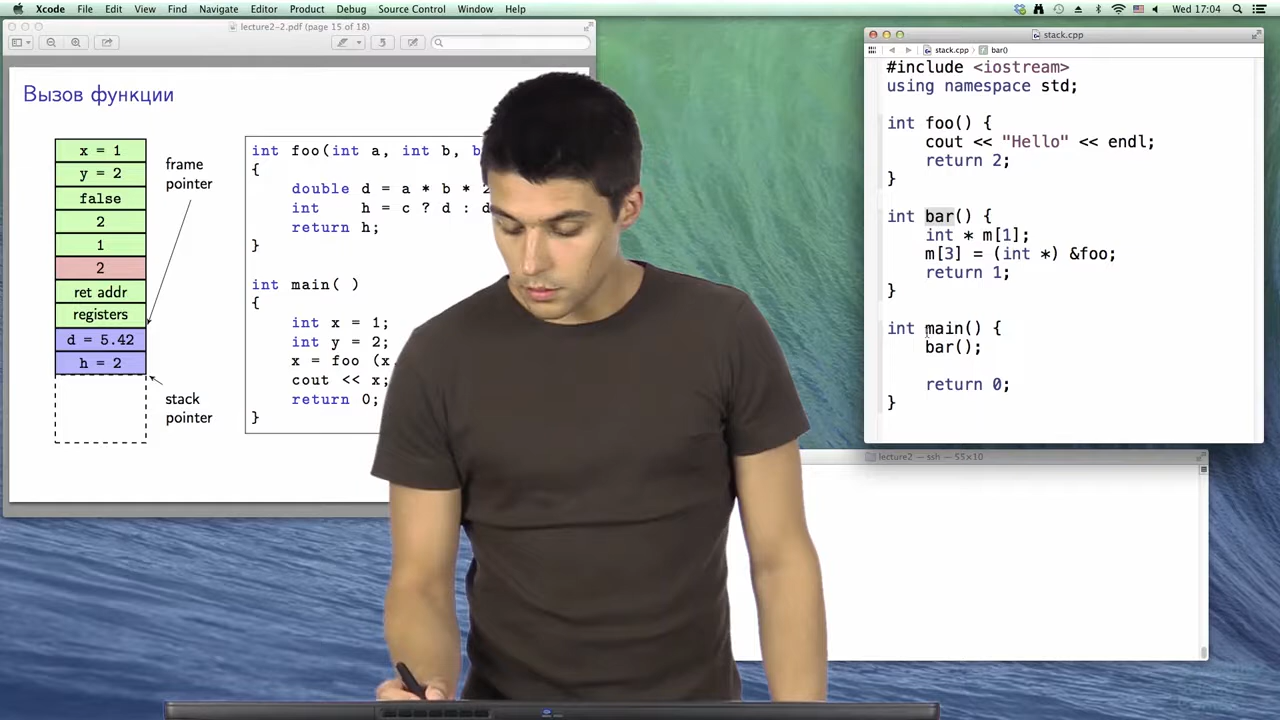 Xcode File Edit View Find Navigate Editor Product Debug Source Control Window Help
Wed 17:04
lecture2-2.pdf (page 15 of 18)
Вызов функции
x = 1
y = 2
false
2
1
2
ret addr
registers
d = 5.42
h = 2
frame
pointer
stack
pointer
int foo(int a, int b, b
{
double d = a * b * 2
int h = c ? d : d
return h;
}
int main( )
{
int x = 1;
int y = 2;
x = foo (x,
cout << x;
return 0;
}
stack.cpp
stack.cpp bar()
#include <iostream>
using namespace std;
int foo() {
cout << "Hello" << endl;
return 2;
}
int bar() {
int * m[1];
m[3] = (int *) &foo;
return 1;
}
int main() {
bar();
return 0;
}
lecture2 — ssh — 55×10